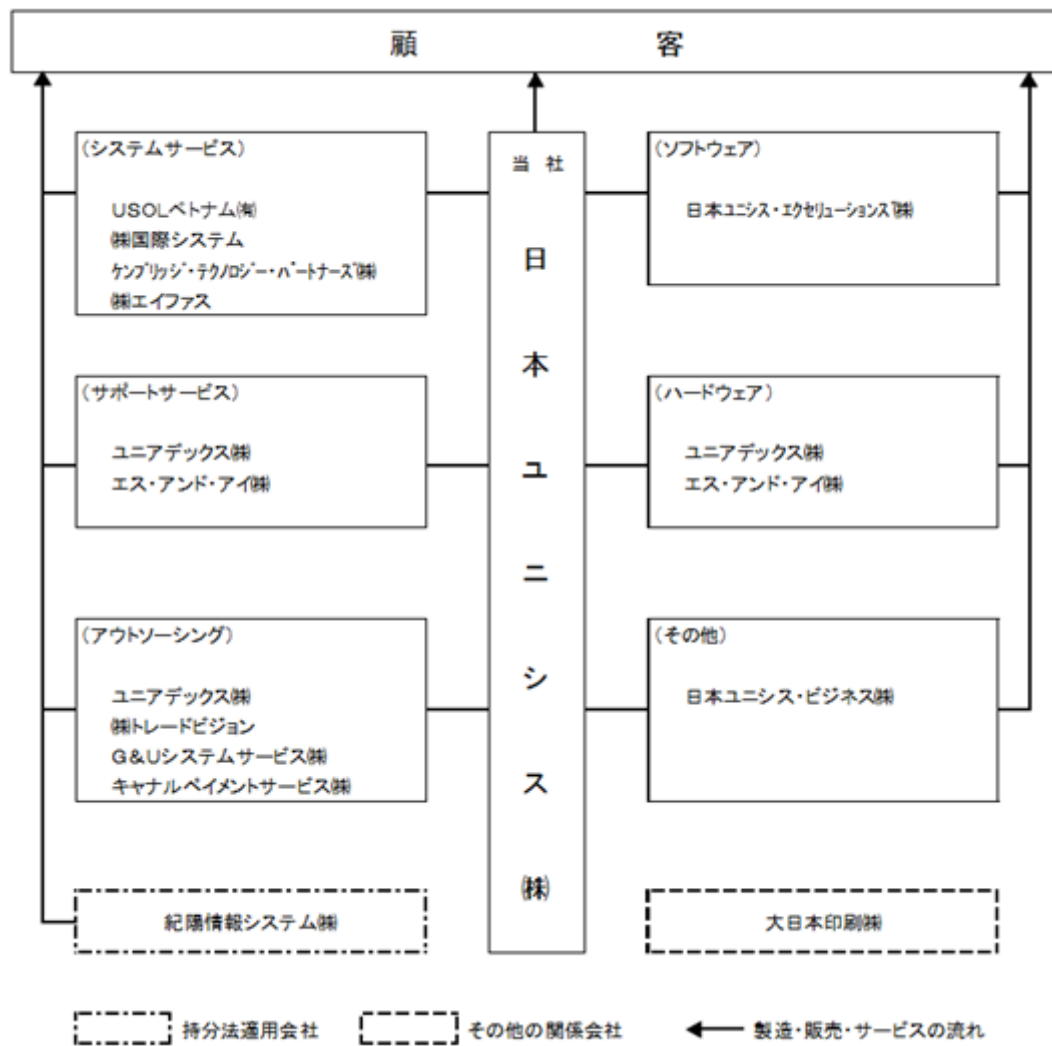 顧 客
(システムサービス)
USOLベトナム㈲
㈱国際システム
ケンブリッジ・テクノロジー・パートナーズ㈱
㈱エイファス
(サポートサービス)
ユニアデックス㈱
エス・アンド・アイ㈱
(アウトソーシング)
ユニアデックス㈱
㈱トレードビジョン
G&Uシステムサービス㈱
キャナルペイメントサービス㈱
紀陽情報システム㈱
当 社
日本ユニシス㈱
(ソフトウェア)
日本ユニシス・エクセリューションズ㈱
(ハードウェア)
ユニアデックス㈱
エス・アンド・アイ㈱
(その他)
日本ユニシス・ビジネス㈱
大日本印刷㈱
持分法適用会社
その他の関係会社
製造・販売・サービスの流れ